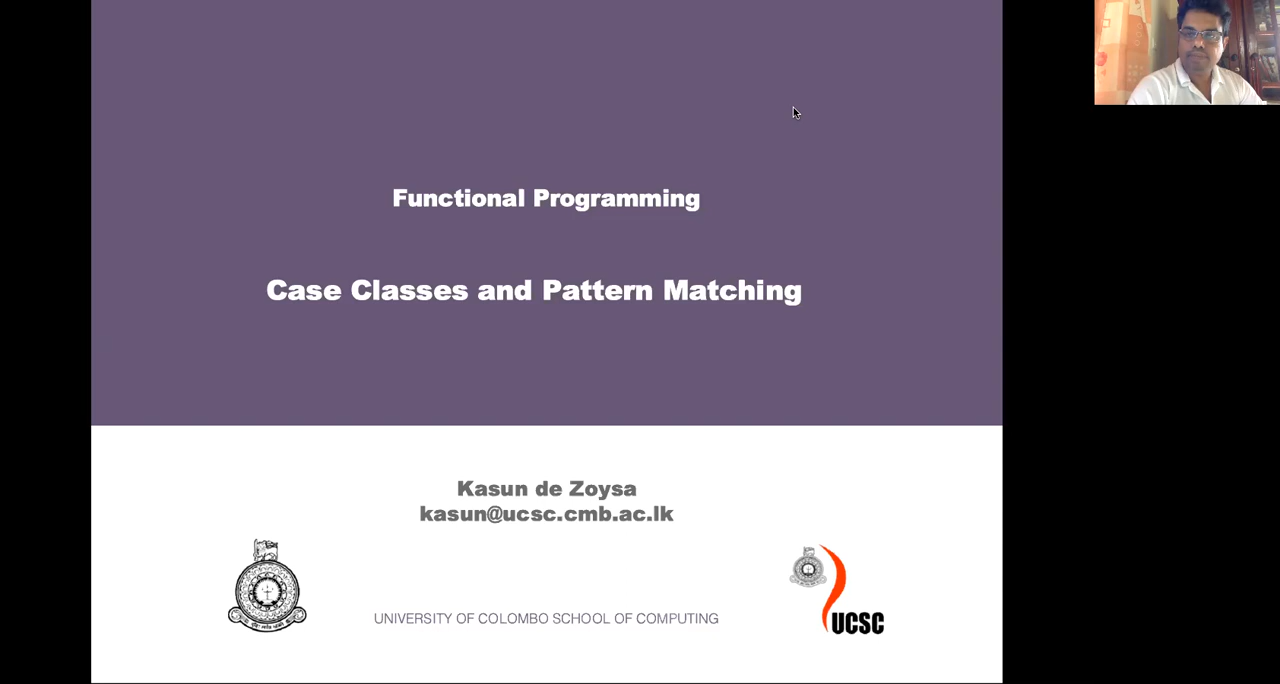 Functional Programming
Case Classes and Pattern Matching
Kasun de Zoysa
kasun@ucsc.cmb.ac.lk
UNIVERSITY OF COLOMBO SCHOOL OF COMPUTING
UCSC